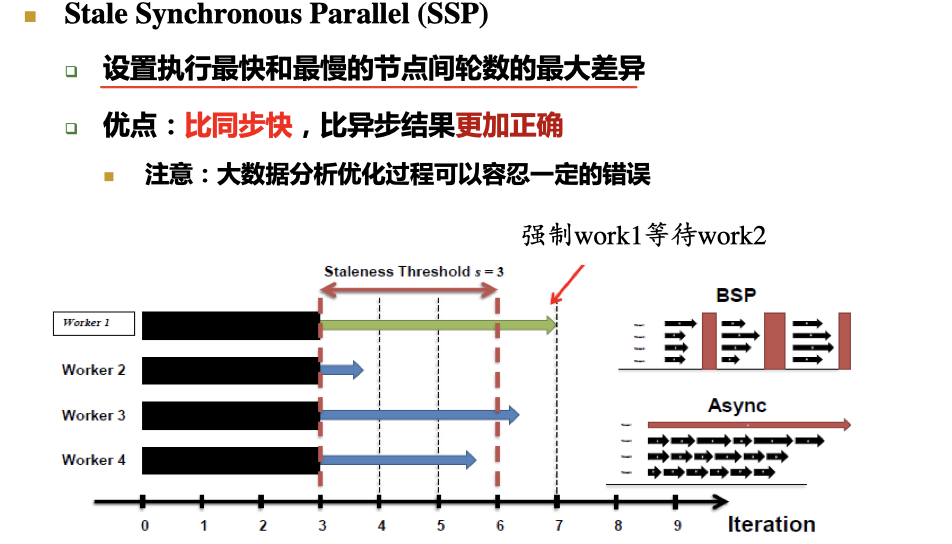 Stale Synchronous Parallel (SSP)
设置执行最快和最慢的节点间轮数的最大差异
优点：比同步快，比异步结果更加正确
注意：大数据分析优化过程可以容忍一定的错误
强制work1等待work2
Staleness Threshold s = 3
BSP
Worker 1
Worker 2
Async
Worker 3
Worker 4
0 1 2 3 4 5 6 7 8 9 Iteration